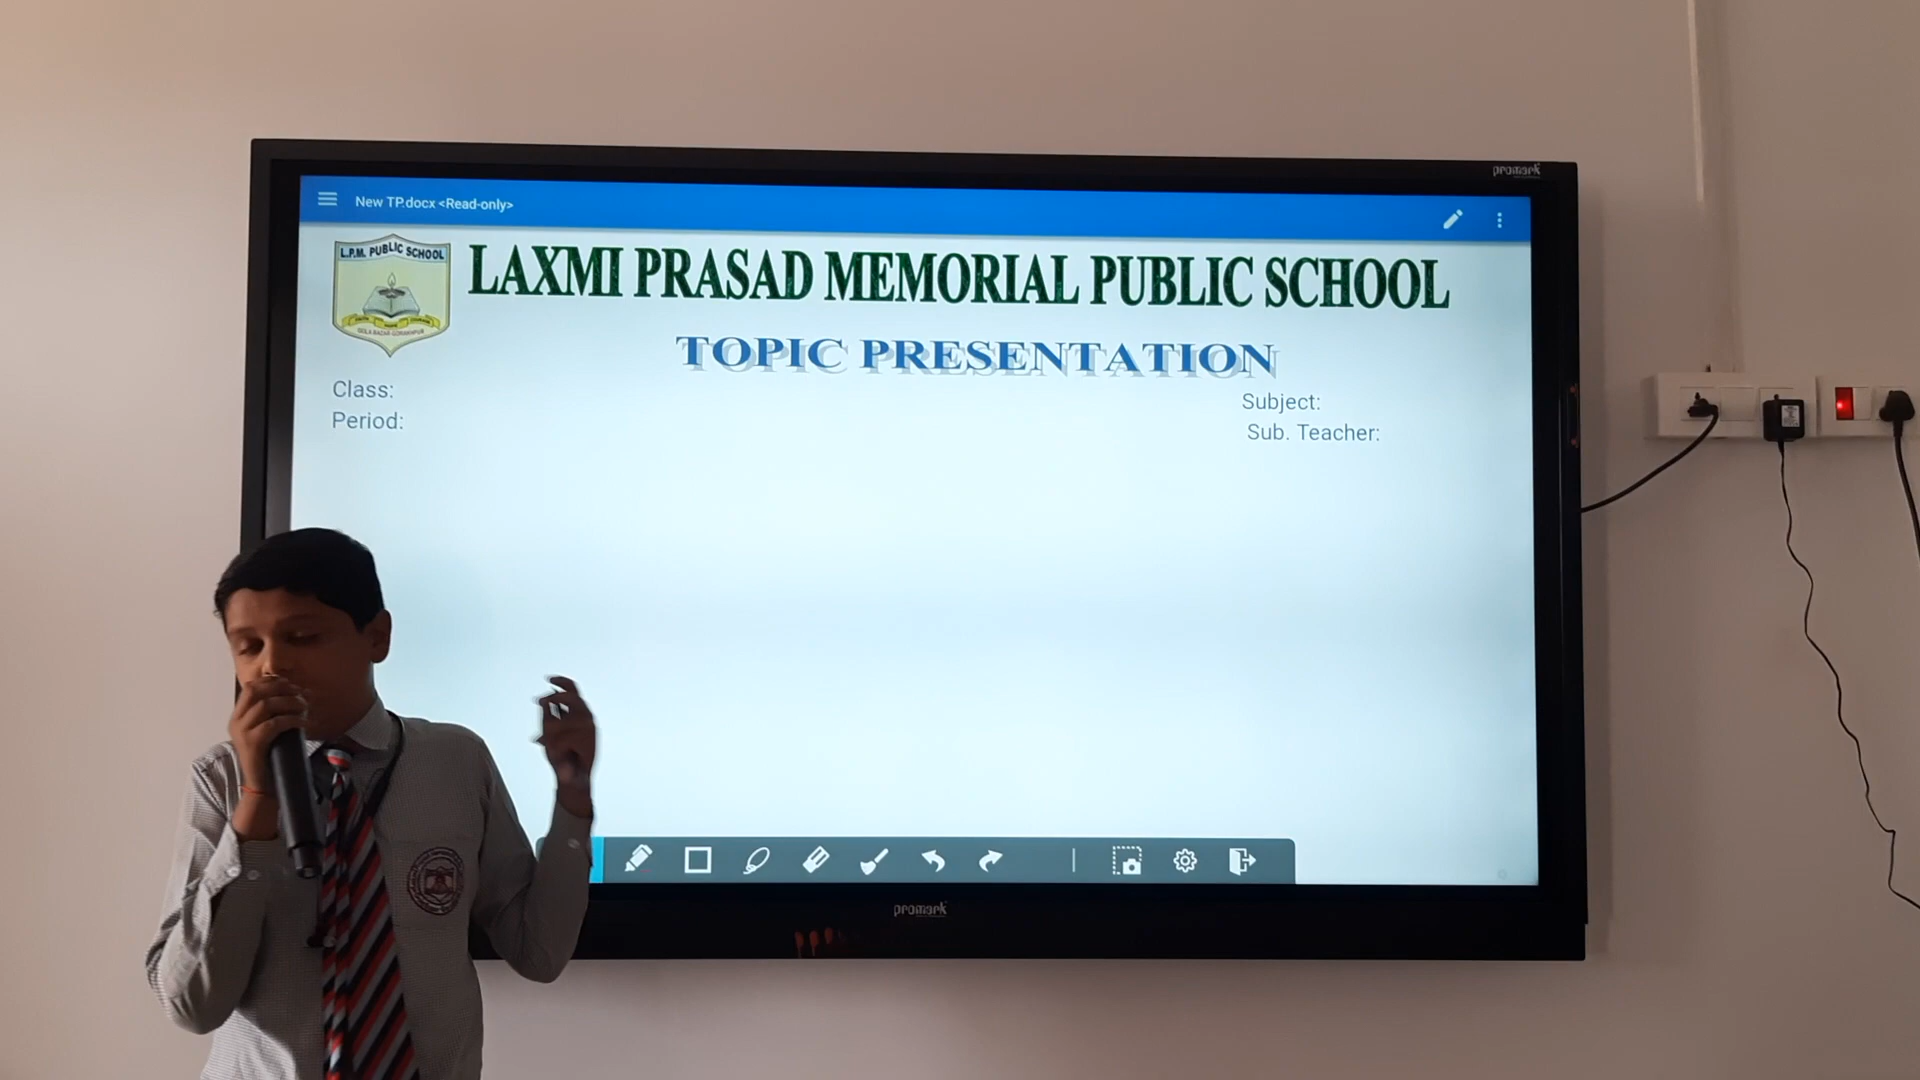 promark
New TP.docx <Read-only>
L.P.M. PUBLIC SCHOOL
LAXMI PRASAD MEMORIAL PUBLIC SCHOOL
TOPIC PRESENTATION
Class:
Subject:
Period:
Sub. Teacher:
promark